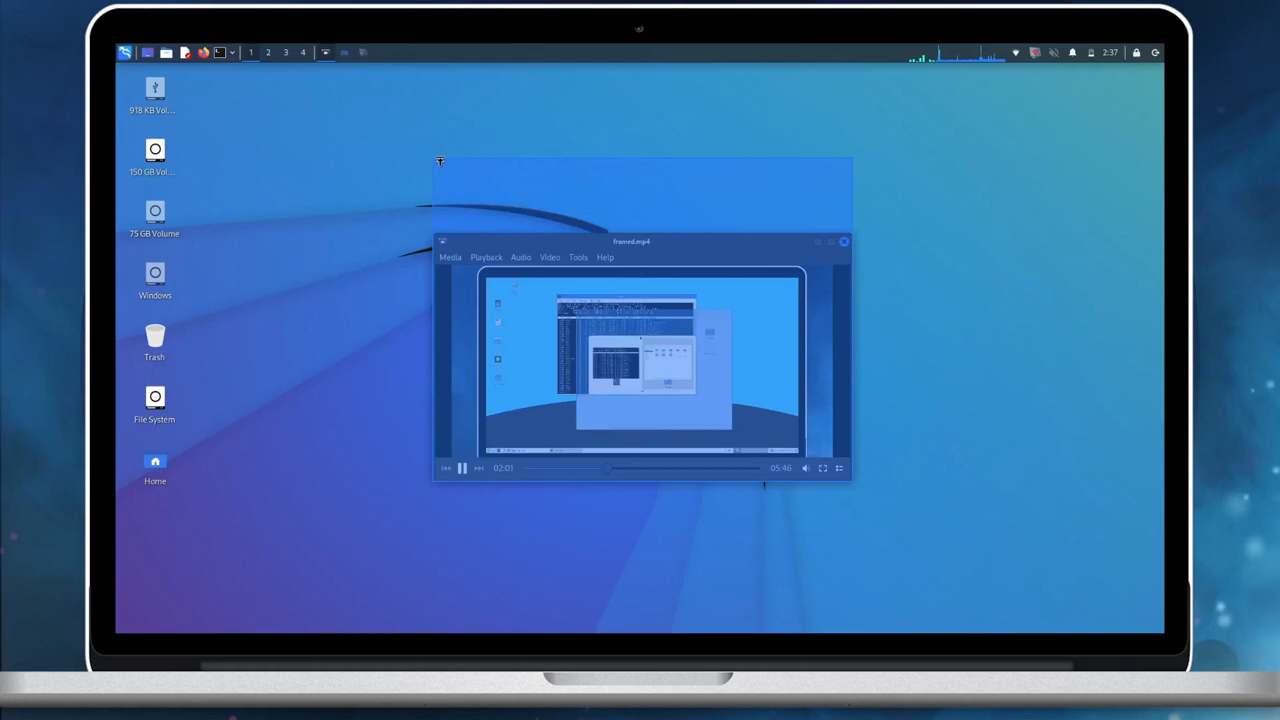 1 2 3 4
2:37
918 KB Vol...
150 GB Vol...
75 GB Volume
Windows
Trash
File System
Home
framed.mp4
Media Playback Audio Video Tools Help
02:01 05:46